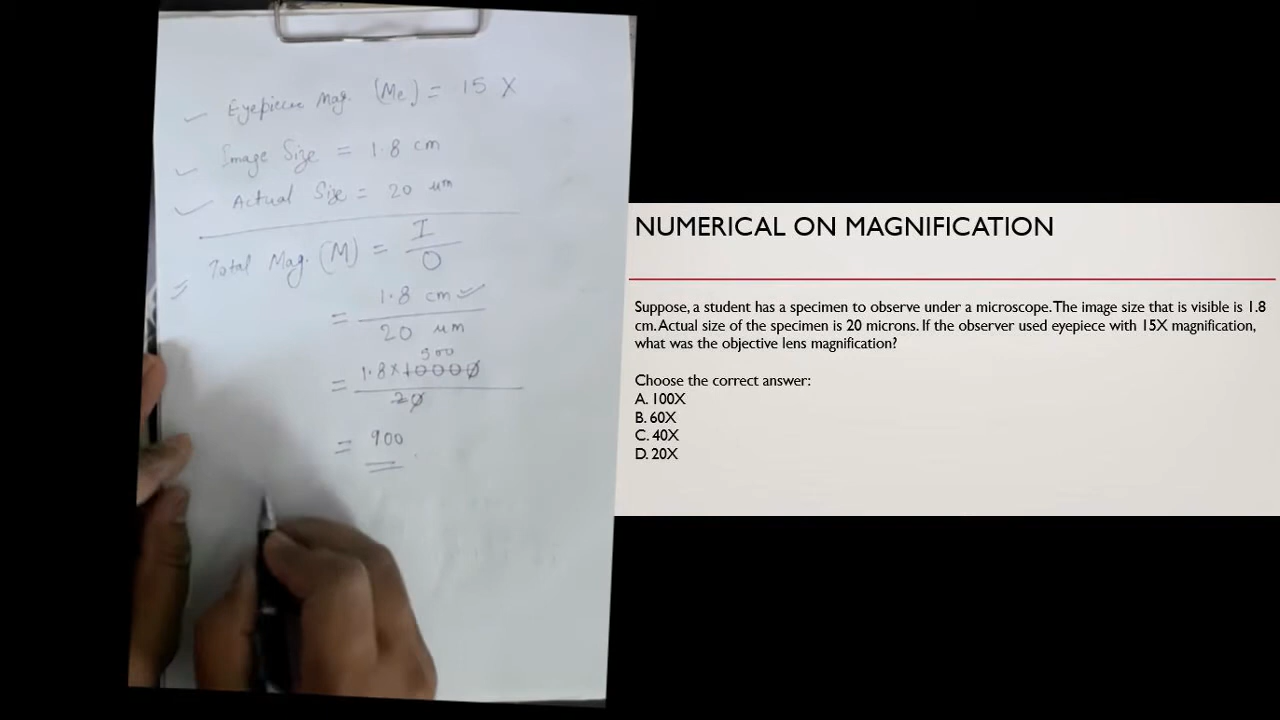 Eyepiece Mag. (Me) = 15 X
Image Size = 1.8 cm
Actual Size = 20 um
Total Mag. (M) = I
O
= 1.8 cm
20 um
500
= 1.8 x 10000
20
= 900
NUMERICAL ON MAGNIFICATION
Suppose, a student has a specimen to observe under a microscope. The image size that is visible is 1.8
cm. Actual size of the specimen is 20 microns. If the observer used eyepiece with 15X magnification,
what was the objective lens magnification?
Choose the correct answer:
A. 100X
B. 60X
C. 40X
D. 20X